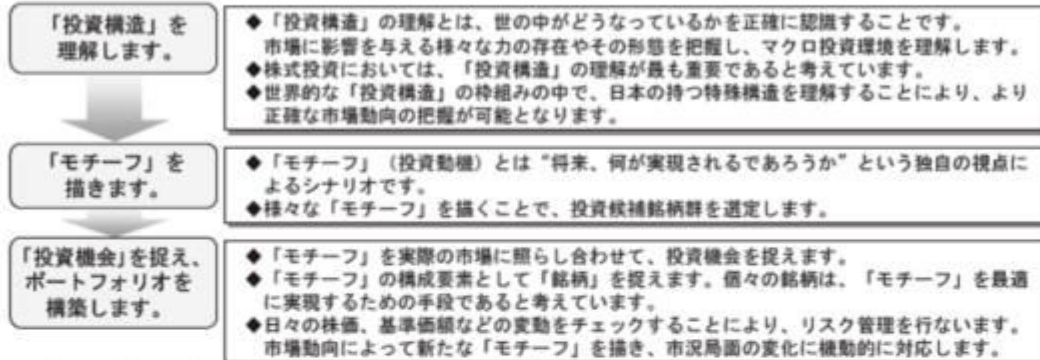 「投資構造」を
理解します。
◆「投資構造」の理解とは、世の中がどうなっているかを正確に認識することです。
市場に影響を与える様々な力の存在やその形態を把握し、マクロ投資環境を理解します。
◆株式投資においては、「投資構造」の理解が最も重要であると考えています。
◆世界的な「投資構造」の枠組みの中で、日本の持つ特殊構造を理解することにより、より
正確な市場動向の把握が可能となります。
「モチーフ」を
描きます。
◆「モチーフ」（投資動機）とは“将来、何が実現されるであろうか”という独自の視点に
よるシナリオです。
◆様々な「モチーフ」を描くことで、投資候補銘柄群を選定します。
「投資機会」を捉え、
ポートフォリオを
構築します。
◆「モチーフ」を実際の市場に照らし合わせて、投資機会を捉えます。
◆「モチーフ」の構成要素として「銘柄」を捉えます。個々の銘柄は、「モチーフ」を最適
に実現するための手段であると考えています。
◆日々の株価、基準価額などの変動をチェックすることにより、リスク管理を行ないます。
市場動向によって新たな「モチーフ」を描き、市況局面の変化に機動的に対応します。